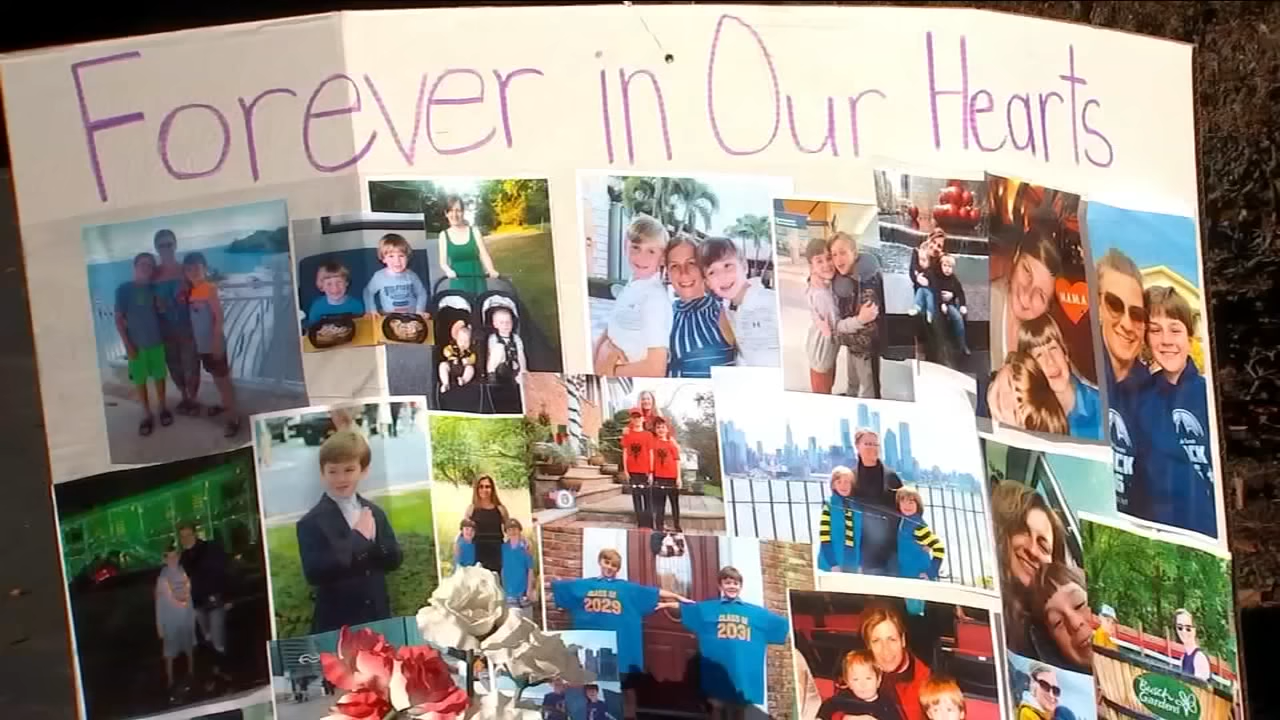 Forever in Our Hearts
MAMA
CLASS OF
2029
CLASS OF
2031
Busch
Gardens